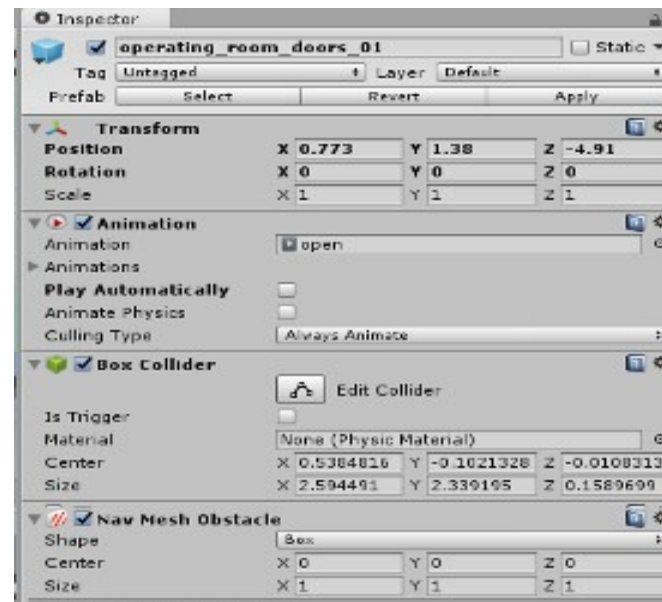 Inspector
operating_room_doors_01 Static
Tag Untagged Layer Default
Prefab Select Revert Apply
Transform
Position X 0.773 Y 1.38 Z -4.91
Rotation X 0 Y 0 Z 0
Scale X 1 Y 1 Z 1
Animation
Animation open
Animations
Play Automatically
Animate Physics
Culling Type Always Animate
Box Collider
Edit Collider
Is Trigger
Material None (Physic Material)
Center X 0.5384816 Y -0.1021328 Z -0.0108313
Size X 2.594491 Y 2.339195 Z 0.1589699
Nav Mesh Obstacle
Shape Box
Center X 0 Y 0 Z 0
Size X 1 Y 1 Z 1